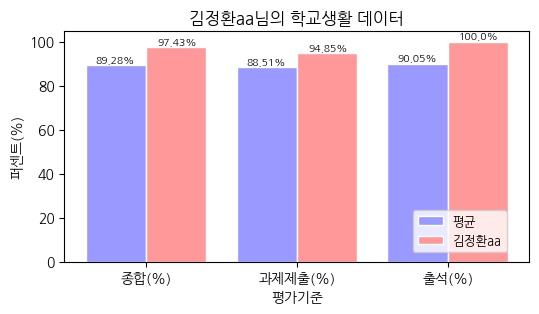 김정환aa님의 학교생활 데이터
퍼센트(%)
100
80
60
40
20
0
89,28%
97,43%
88,51%
94,85%
90,05%
100,0%
평균
김정환aa
종합(%)
과제제출(%)
출석(%)
평가기준